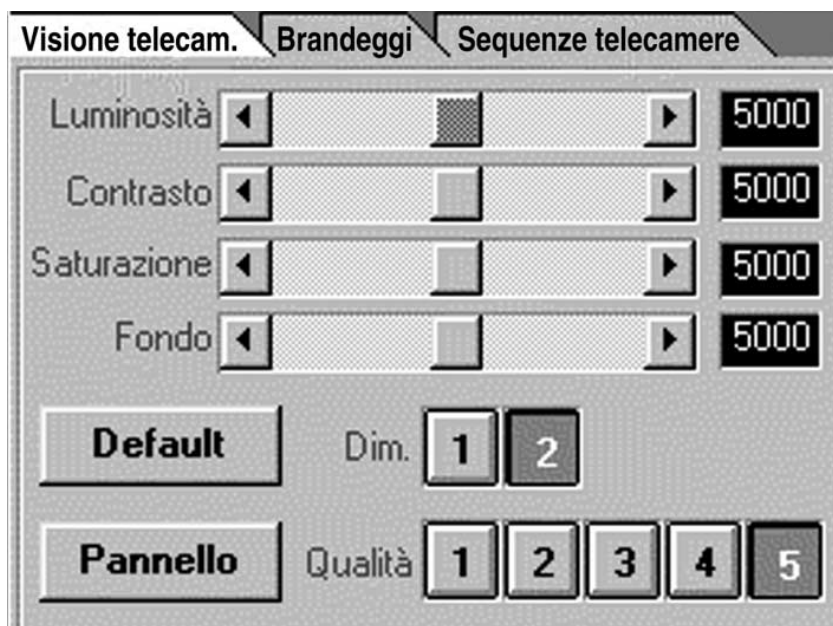 Visione telecam. Brandeggi Sequenze telecamere
Luminosità 5000
Contrasto 5000
Saturazione 5000
Fondo 5000
Default Dim. 1 2
Pannello Qualità 1 2 3 4 5